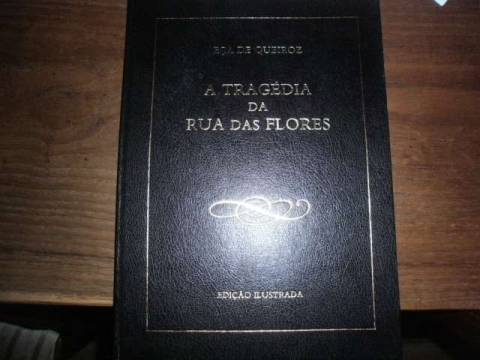 EÇA DE QUEIROZ
A TRAGÉDIA
DA
RUA DAS FLORES
EDIÇÃO ILUSTRADA